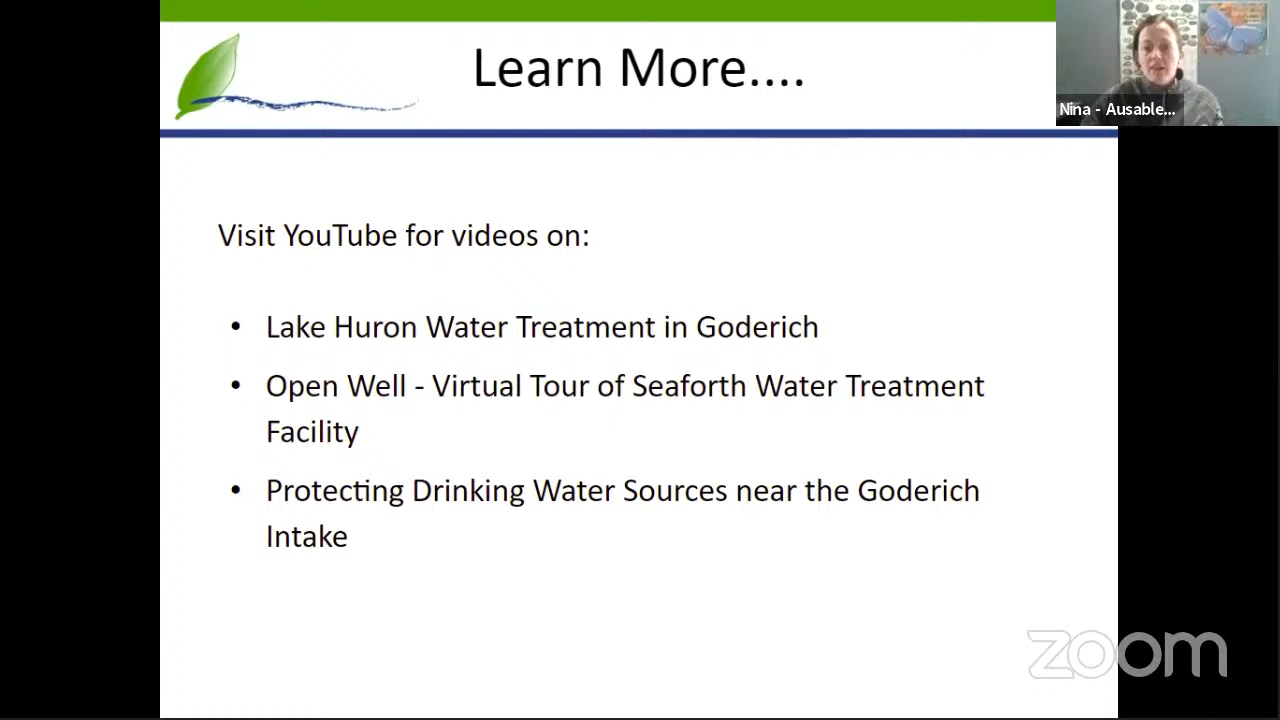 Learn More....
Nina - Ausable...
Visit YouTube for videos on:
• Lake Huron Water Treatment in Goderich
• Open Well - Virtual Tour of Seaforth Water Treatment
Facility
• Protecting Drinking Water Sources near the Goderich
Intake
zoom